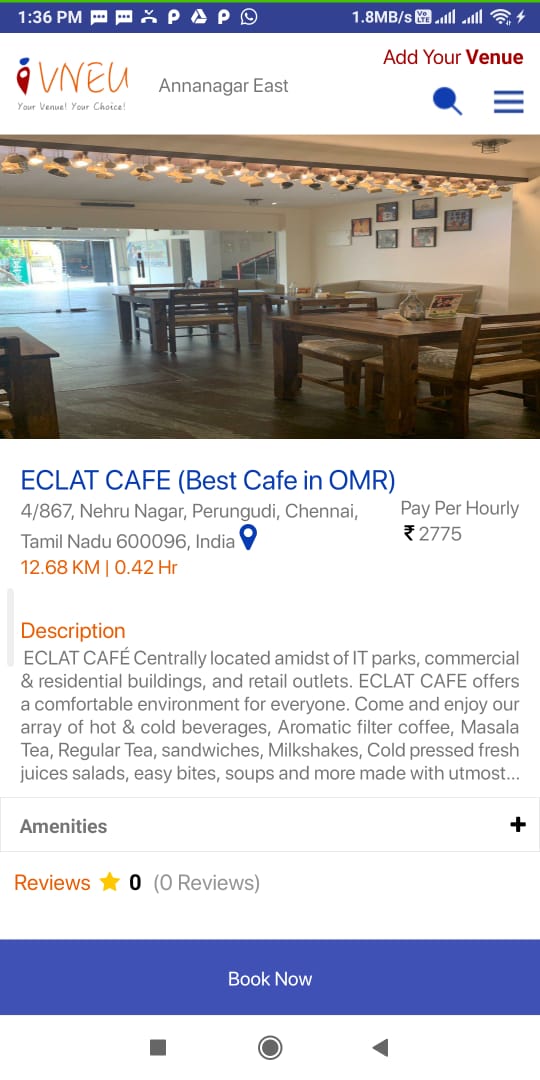 1:36 PM
1.8MB/s
Vo LTE
iVNEU
Your Venue! Your Choice!
Annanagar East
Add Your Venue
ECLAT CAFE (Best Cafe in OMR)
4/867, Nehru Nagar, Perungudi, Chennai,
Tamil Nadu 600096, India
12.68 KM | 0.42 Hr
Pay Per Hourly
₹ 2775
Description
ECLAT CAFÉ Centrally located amidst of IT parks, commercial
& residential buildings, and retail outlets. ECLAT CAFE offers
a comfortable environment for everyone. Come and enjoy our
array of hot & cold beverages, Aromatic filter coffee, Masala
Tea, Regular Tea, sandwiches, Milkshakes, Cold pressed fresh
juices salads, easy bites, soups and more made with utmost...
Amenities +
Reviews 0 (0 Reviews)
Book Now